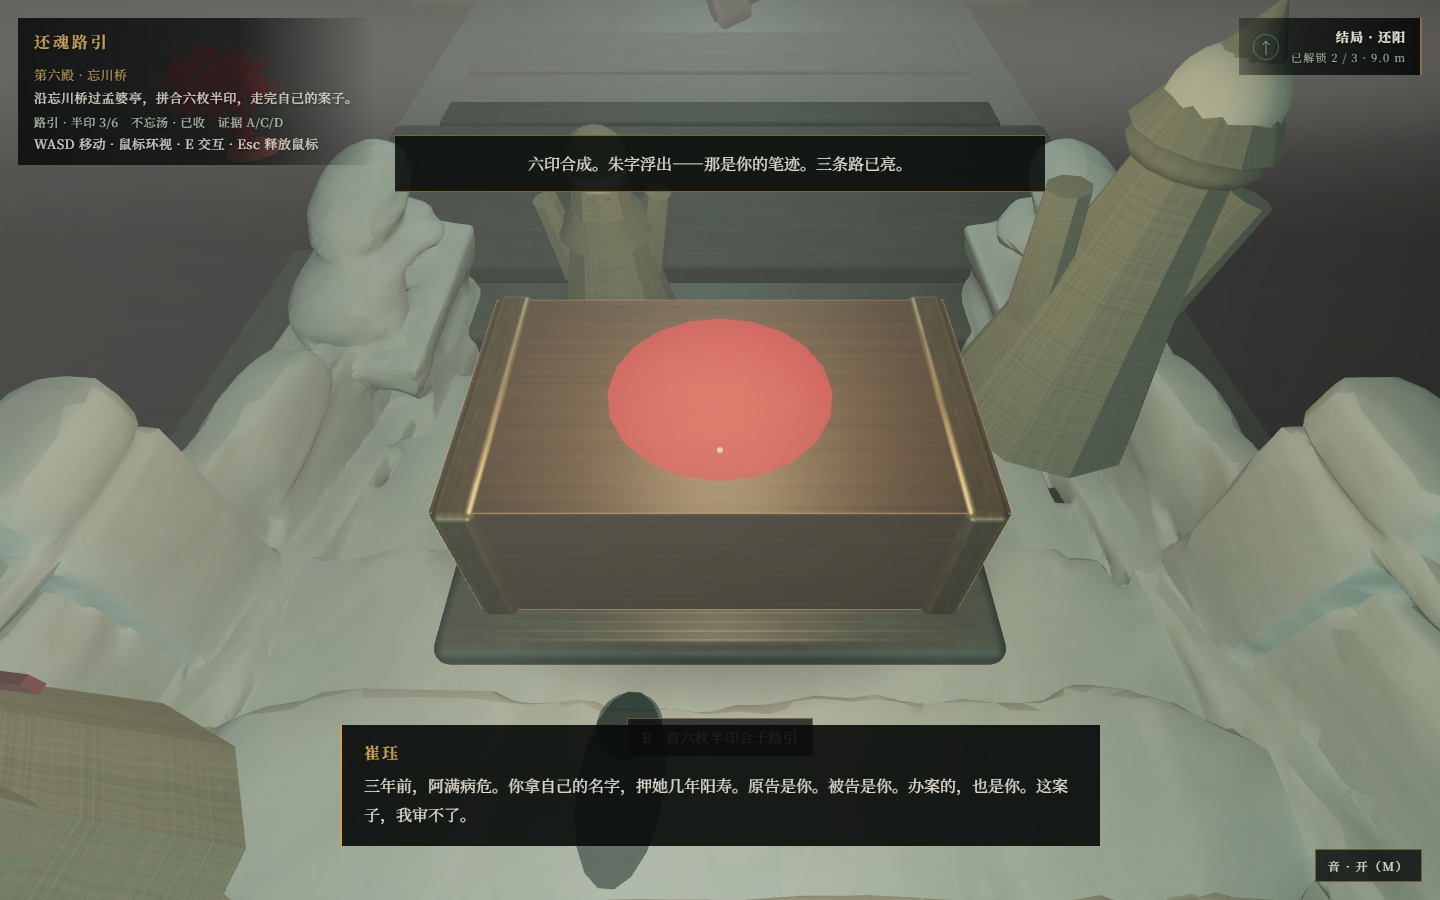 还魂路引
第六殿 · 忘川桥
沿忘川桥过孟婆亭，拼合六枚半印，走完自己的案子。
路引 · 半印 3/6 不忘汤 · 已收 证据 A/C/D
WASD 移动 · 鼠标环视 · E 交互 · Esc 释放鼠标
结局 · 还阳
已解锁 2 / 3 · 9.0 m
六印合成。朱字浮出——那是你的笔迹。三条路已亮。
E · 将六枚半印合于路引
崔珏
三年前，阿满病危。你拿自己的名字，押她几年阳寿。原告是你。被告是你。办案的，也是你。这案
子，我审不了。
音 · 开（M）